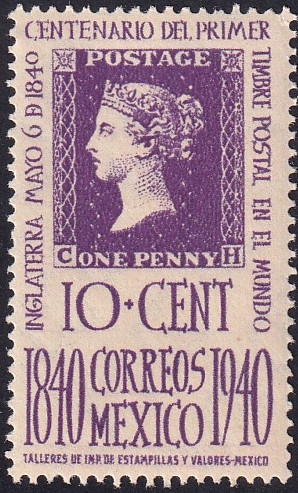 INGLATERRA MAYO 6 D 1840
CENTENARIO DEL PRIMER
TIMBRE POSTAL EN EL MUNDO
POSTAGE
C ONE PENNY H
10+CENT
1840 CORREOS 1940
MEXICO
TALLERES DE IMP. DE ESTAMPILLAS Y VALORES-MEXICO